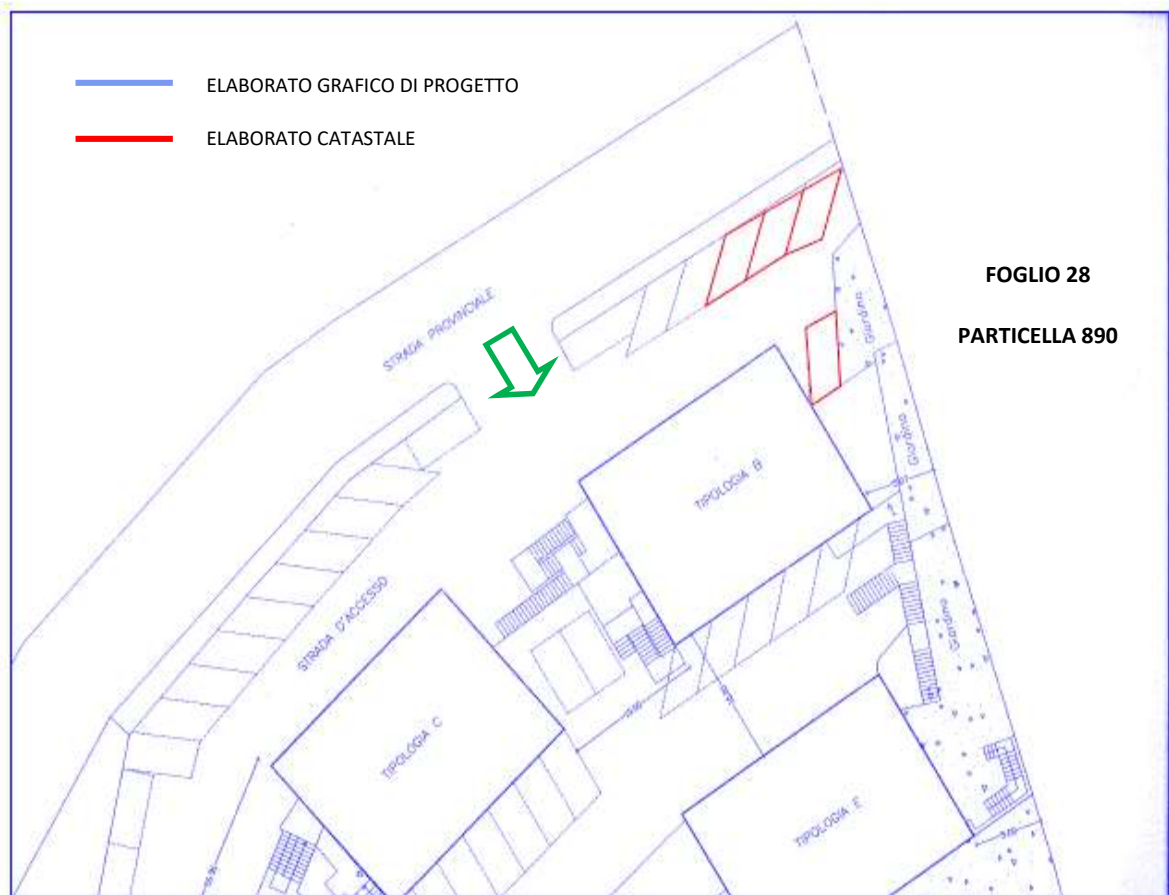 ELABORATO GRAFICO DI PROGETTO
ELABORATO CATASTALE
FOGLIO 28
PARTICELLA 890
STRADA PROVINCIALE
Giardino
Giardino
TIPOLOGIA B
STRADA D'ACCESSO
Giardino
TIPOLOGIA C
TIPOLOGIA E